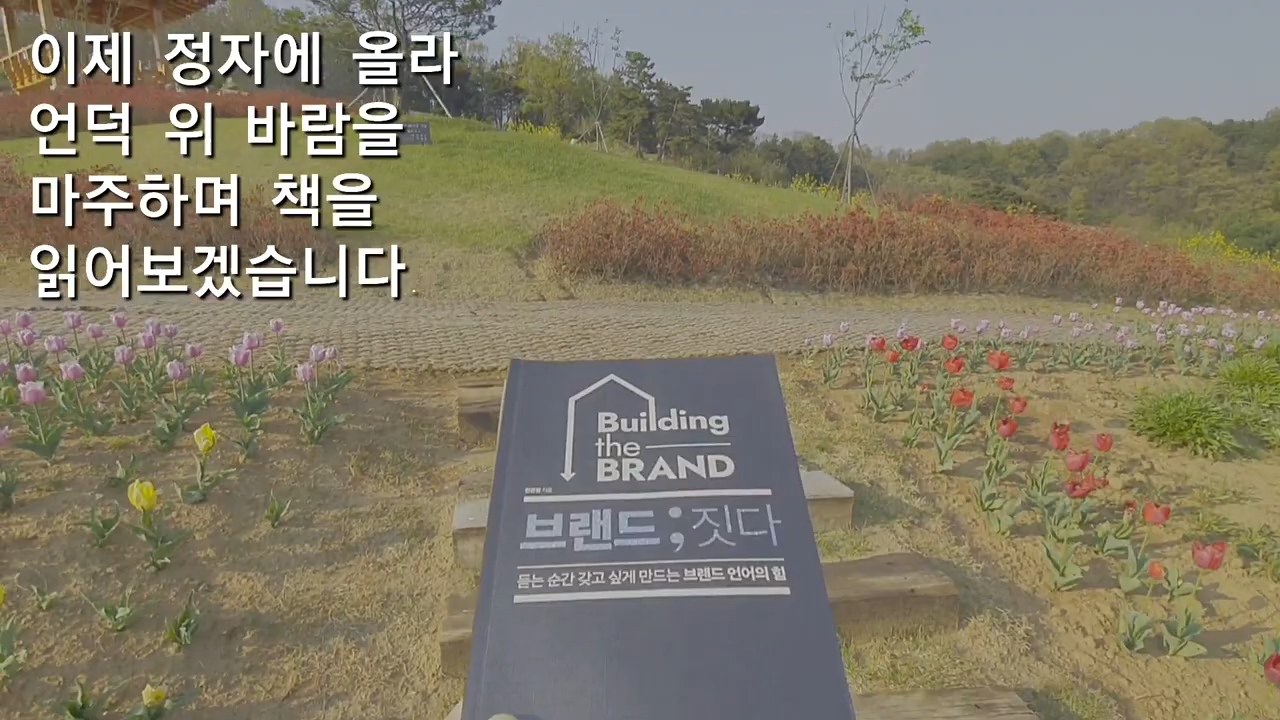 이제 정자에 올라
언덕 위 바람을
마주하며 책을
읽어보겠습니다
Building
the
BRAND
브랜드;짓다
듣는 순간 갖고 싶게 만드는 브랜드 언어의 힘